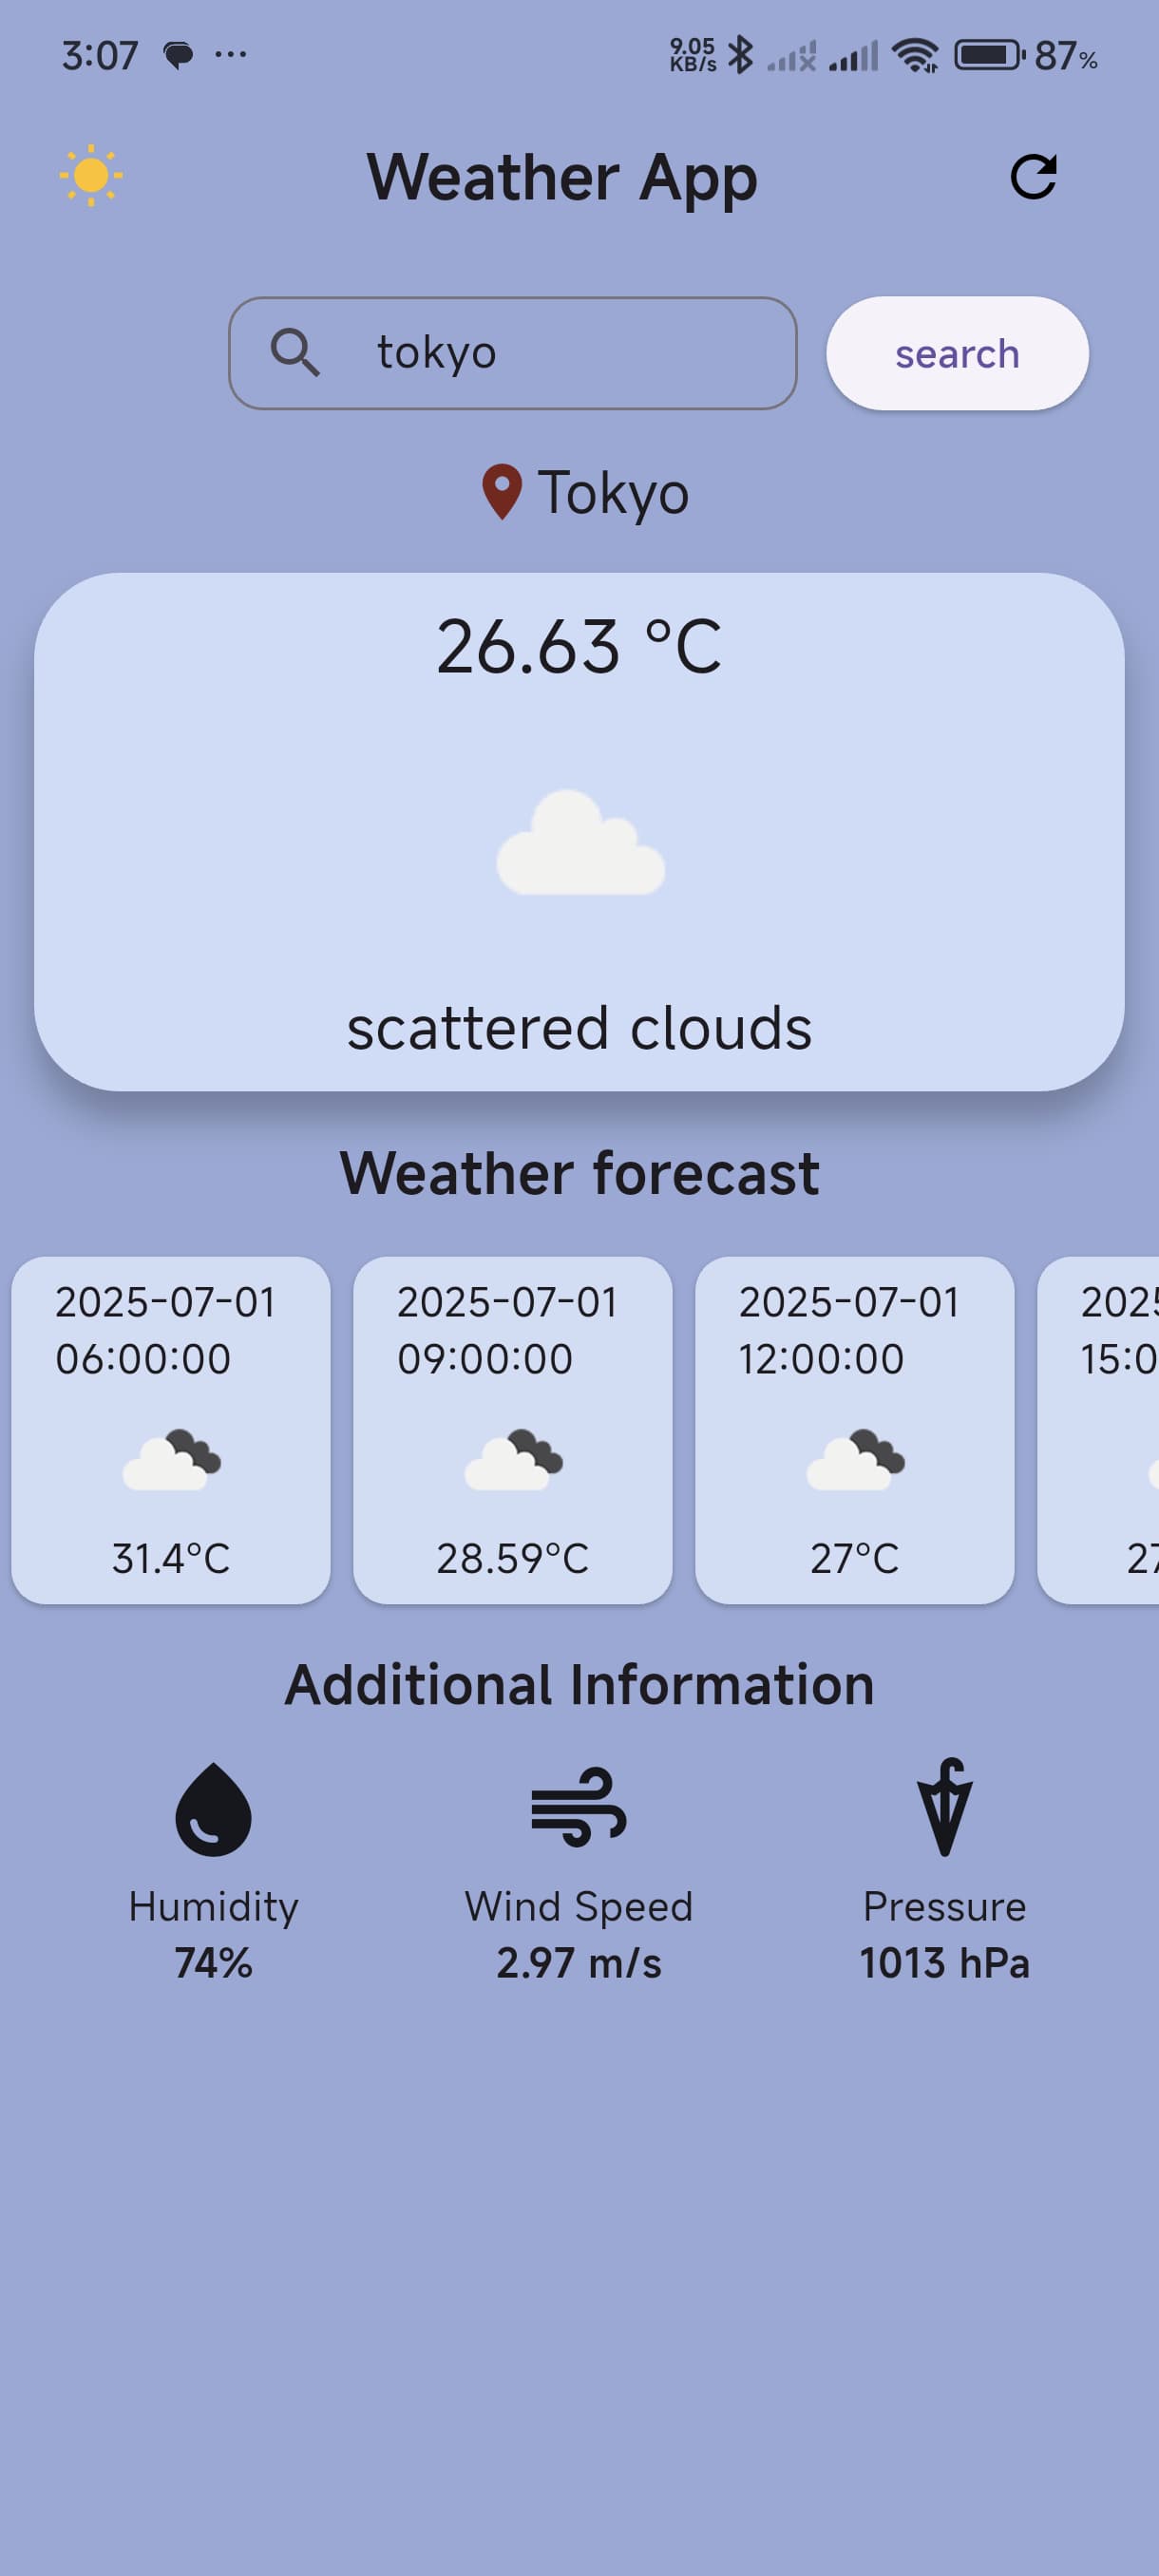 3:07 ... 9.05 KB/s 87%
Weather App
tokyo search
Tokyo
26.63 °C
scattered clouds
Weather forecast
2025-07-01 2025-07-01 2025-07-01 2025
06:00:00 09:00:00 12:00:00 15:0
31.4°C 28.59°C 27°C 27
Additional Information
Humidity Wind Speed Pressure
74% 2.97 m/s 1013 hPa